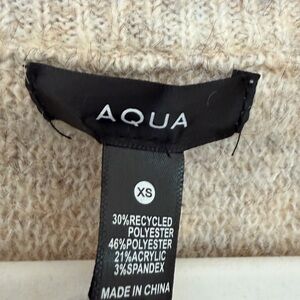 AQUA
XS
30%RECYCLED
POLYESTER
46%POLYESTER
21%ACRYLIC
3%SPANDEX
MADE IN CHINA